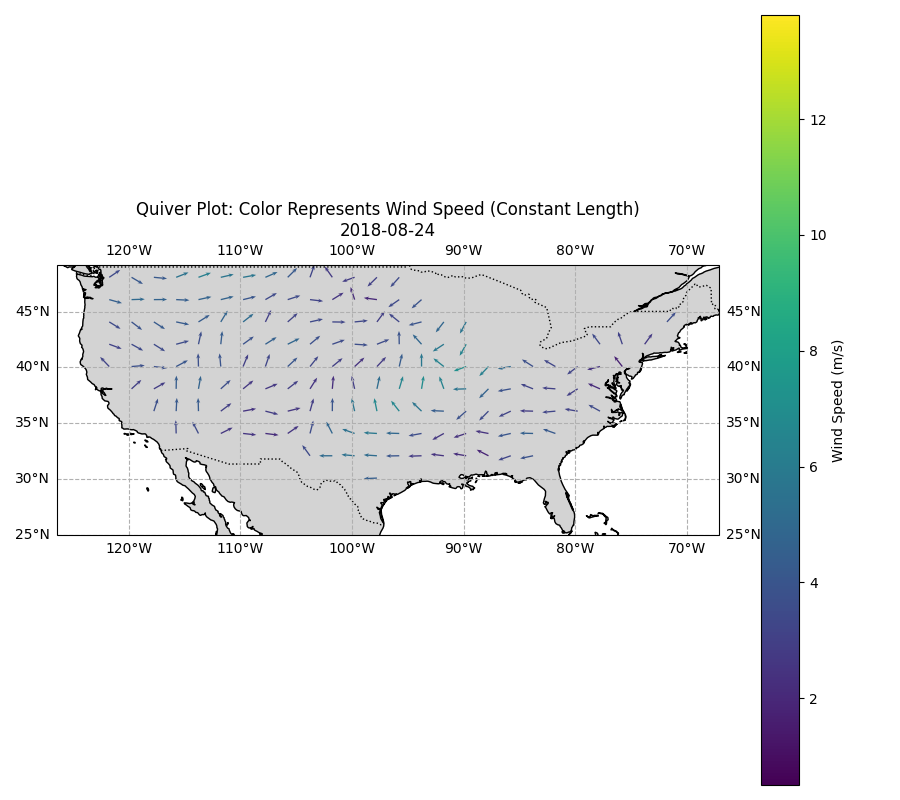 Quiver Plot: Color Represents Wind Speed (Constant Length)
2018-08-24
120°W 110°W 100°W 90°W 80°W 70°W
45°N 45°N
40°N 40°N
35°N 35°N
30°N 30°N
25°N 25°N
120°W 110°W 100°W 90°W 80°W 70°W
12
10
8
6
4
2
Wind Speed (m/s)